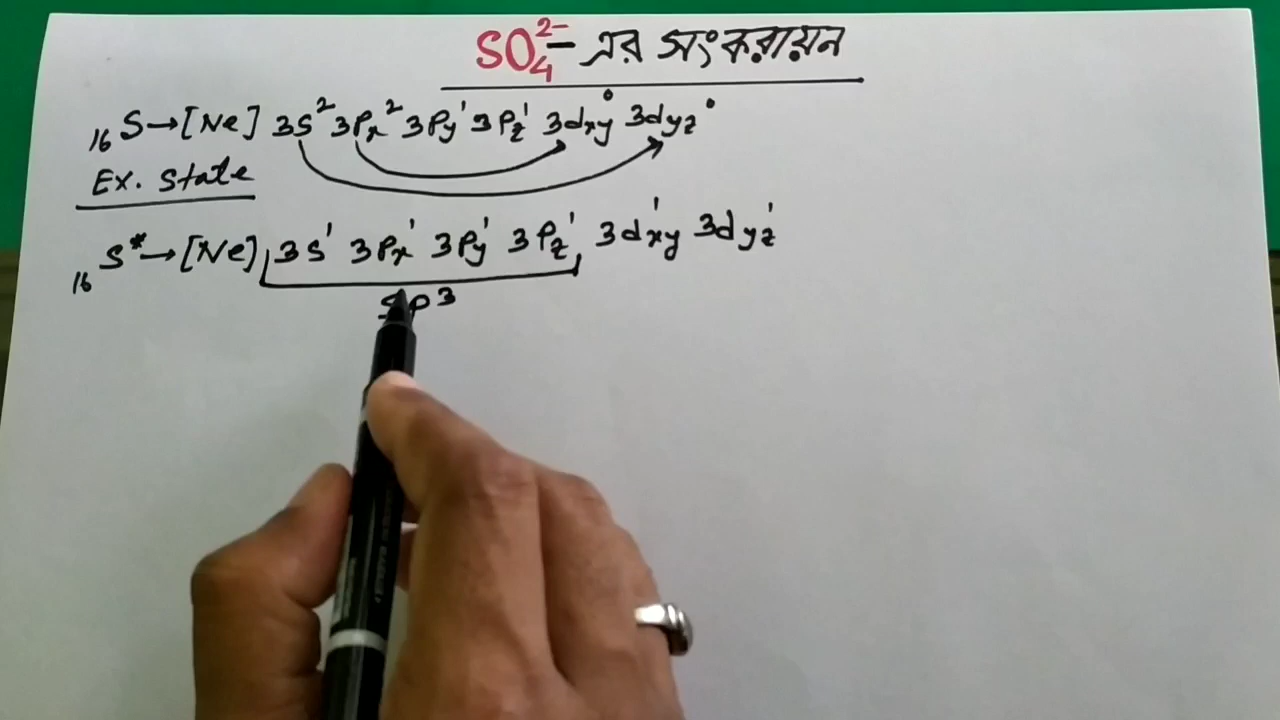 SO₄²⁻ - এর সংকরায়ন
₁₆S→[Ne] 3s² 3Px² 3Py¹ 3Pz¹ 3dxy⁰ 3dyz⁰
Ex. State
₁₆S*→[Ne] 3s¹ 3Px¹ 3Py¹ 3Pz¹ 3dxy¹ 3dyz¹
sp³